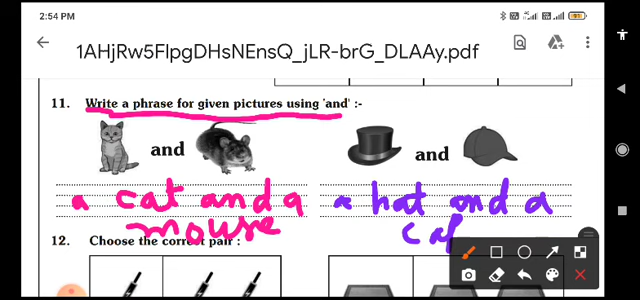 2:54 PM
1AHjRw5FlpgDHsNEnsQ_jLR-brG_DLAAy.pdf
11. Write a phrase for given pictures using 'and' :-
and and
a cat and a a hat and a
mouse ca
12. Choose the correct pair :